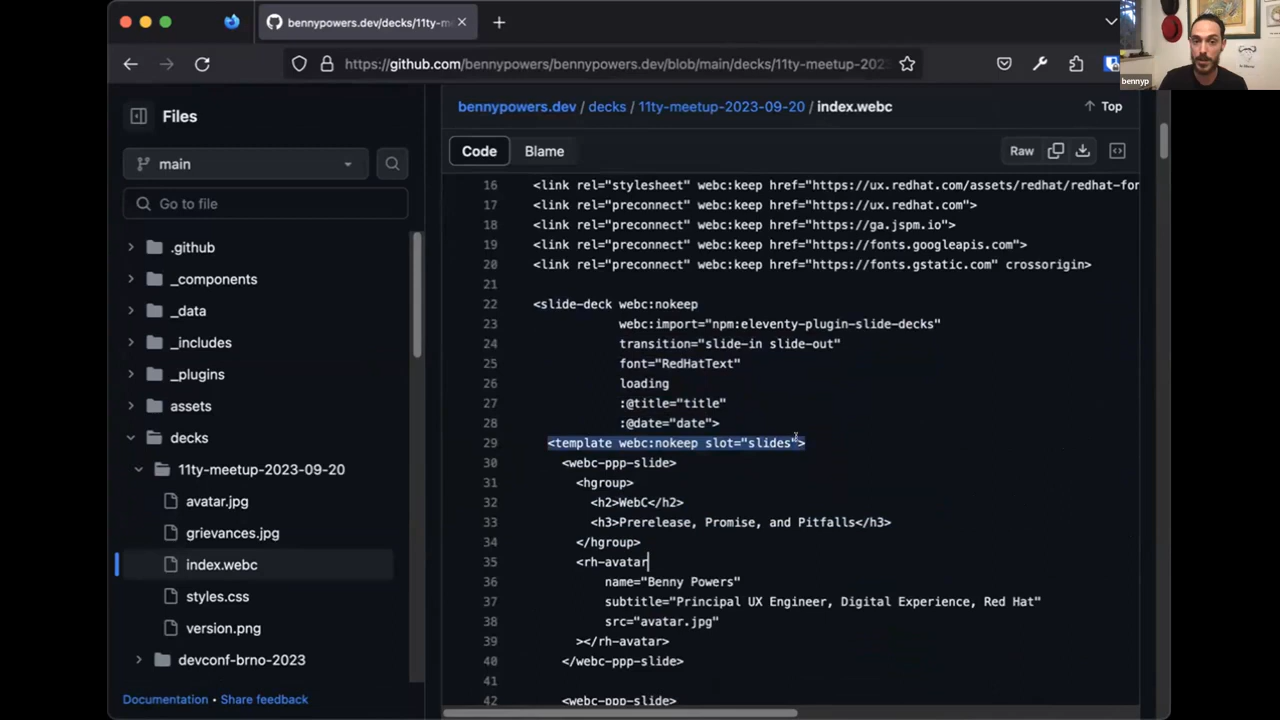 bennypowers.dev/decks/11ty-m
https://github.com/bennypowers/bennypowers.dev/blob/main/decks/11ty-meetup-2023
bennyp
Files
main
Go to file
.github
_components
_data
_includes
_plugins
assets
decks
11ty-meetup-2023-09-20
avatar.jpg
grievances.jpg
index.webc
styles.css
version.png
devconf-brno-2023
Documentation • Share feedback
bennypowers.dev / decks / 11ty-meetup-2023-09-20 / index.webc
Top
Code Blame
Raw
16 <link rel="stylesheet" webc:keep href="https://ux.redhat.com/assets/redhat/redhat-for
17 <link rel="preconnect" webc:keep href="https://ux.redhat.com">
18 <link rel="preconnect" webc:keep href="https://ga.jspm.io">
19 <link rel="preconnect" webc:keep href="https://fonts.googleapis.com">
20 <link rel="preconnect" webc:keep href="https://fonts.gstatic.com" crossorigin>
21
22 <slide-deck webc:nokeep
23 webc:import="npm:eleventy-plugin-slide-decks"
24 transition="slide-in slide-out"
25 font="RedHatText"
26 loading
27 :@title="title"
28 :@date="date">
29 <template webc:nokeep slot="slides">
30 <webc-ppp-slide>
31 <hgroup>
32 <h2>WebC</h2>
33 <h3>Prerelease, Promise, and Pitfalls</h3>
34 </hgroup>
35 <rh-avatar
36 name="Benny Powers"
37 subtitle="Principal UX Engineer, Digital Experience, Red Hat"
38 src="avatar.jpg"
39 ></rh-avatar>
40 </webc-ppp-slide>
41
42 <webc-ppp-slide>